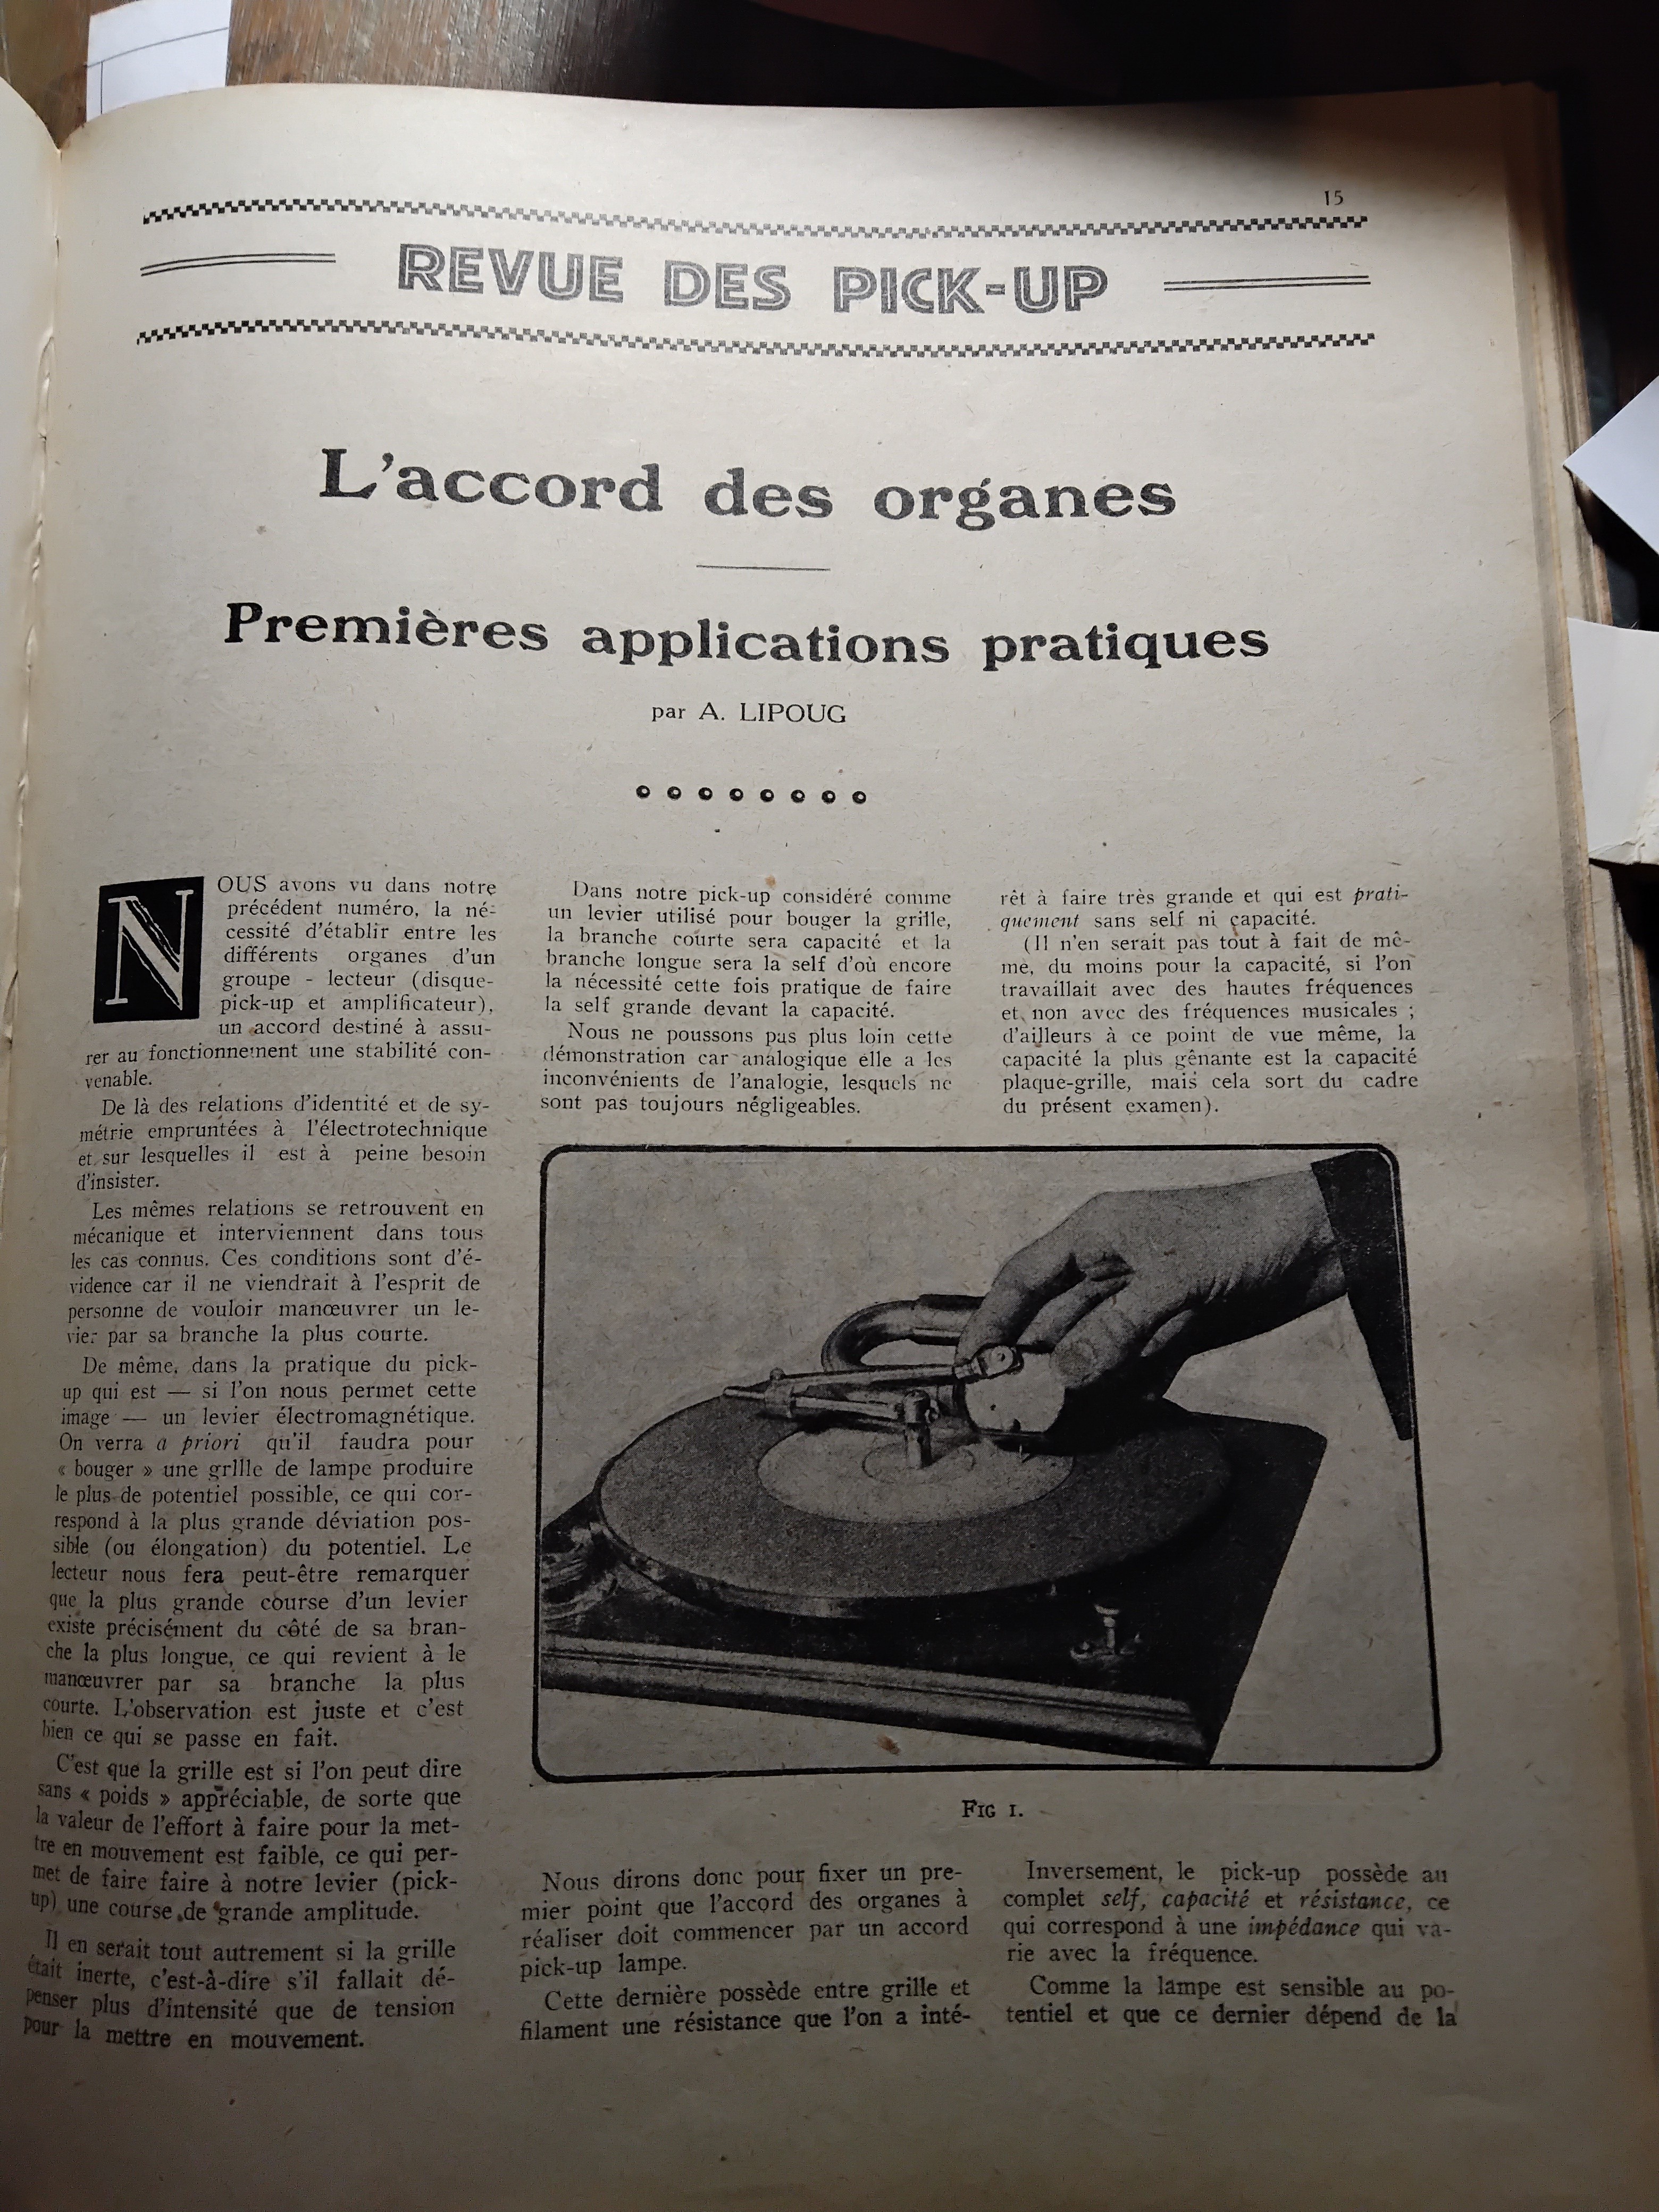 15
REVUE DES PICK-UP
L'accord des organes
Premières applications pratiques
par A. LIPOUG
NOUS avons vu dans notre
précédent numéro, la né-
cessité d'établir entre les
différents organes d'un
groupe - lecteur (disque-
pick-up et amplificateur),
un accord destiné à assu-
rer au fonctionnement une stabilité con-
venable.
De là des relations d'identité et de sy-
métrie empruntées à l'électrotechnique
et sur lesquelles il est à peine besoin
d'insister.
Les mêmes relations se retrouvent en
mécanique et interviennent dans tous
les cas connus. Ces conditions sont d'é-
vidence car il ne viendrait à l'esprit de
personne de vouloir manœuvrer un le-
vier par sa branche la plus courte.
De même, dans la pratique du pick-
up qui est — si l'on nous permet cette
image — un levier électromagnétique.
On verra a priori qu'il faudra pour
« bouger » une grille de lampe produire
le plus de potentiel possible, ce qui cor-
respond à la plus grande déviation pos-
sible (ou élongation) du potentiel. Le
lecteur nous fera peut-être remarquer
que la plus grande course d'un levier
existe précisément du côté de sa bran-
che la plus longue, ce qui revient à le
manœuvrer par sa branche la plus
courte. L'observation est juste et c'est
bien ce qui se passe en fait.
C'est que la grille est si l'on peut dire
sans « poids » appréciable, de sorte que
la valeur de l'effort à faire pour la met-
tre en mouvement est faible, ce qui per-
met de faire faire à notre levier (pick-
up) une course de grande amplitude.
Il en serait tout autrement si la grille
était inerte, c'est-à-dire s'il fallait dé-
penser plus d'intensité que de tension
pour la mettre en mouvement.
Dans notre pick-up considéré comme
un levier utilisé pour bouger la grille,
la branche courte sera capacité et la
branche longue sera la self d'où encore
la nécessité cette fois pratique de faire
la self grande devant la capacité.
Nous ne poussons pas plus loin cette
démonstration car analogique elle a les
inconvénients de l'analogie, lesquels ne
sont pas toujours négligeables.
rêt à faire très grande et qui est prati-
quement sans self ni capacité.
(Il n'en serait pas tout à fait de mê-
me, du moins pour la capacité, si l'on
travaillait avec des hautes fréquences
et non avec des fréquences musicales ;
d'ailleurs à ce point de vue même, la
capacité la plus gênante est la capacité
plaque-grille, mais cela sort du cadre
du présent examen).
FIG 1.
Nous dirons donc pour fixer un pre-
mier point que l'accord des organes à
réaliser doit commencer par un accord
pick-up lampe.
Cette dernière possède entre grille et
filament une résistance que l'on a inté-
Inversement, le pick-up possède au
complet self, capacité et résistance, ce
qui correspond à une impédance qui va-
rie avec la fréquence.
Comme la lampe est sensible au po-
tentiel et que ce dernier dépend de la